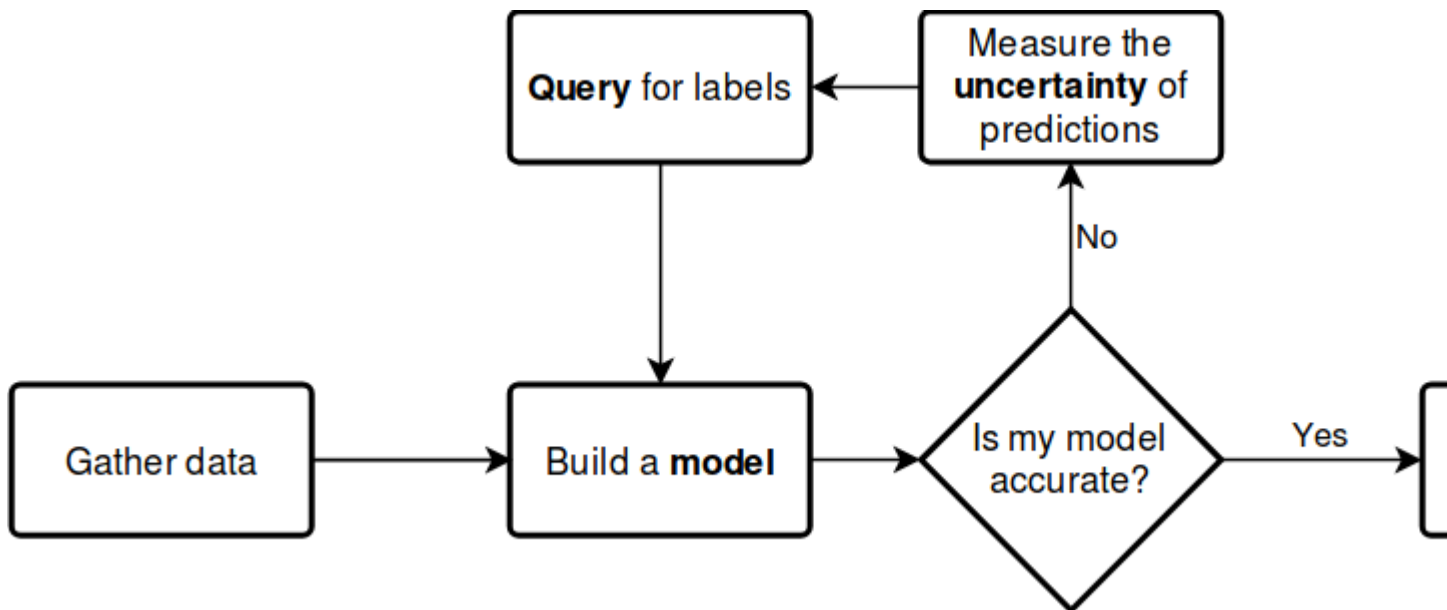 Query for labels
Measure the
uncertainty of
predictions
No
Gather data
Build a model
Is my model
accurate?
Yes